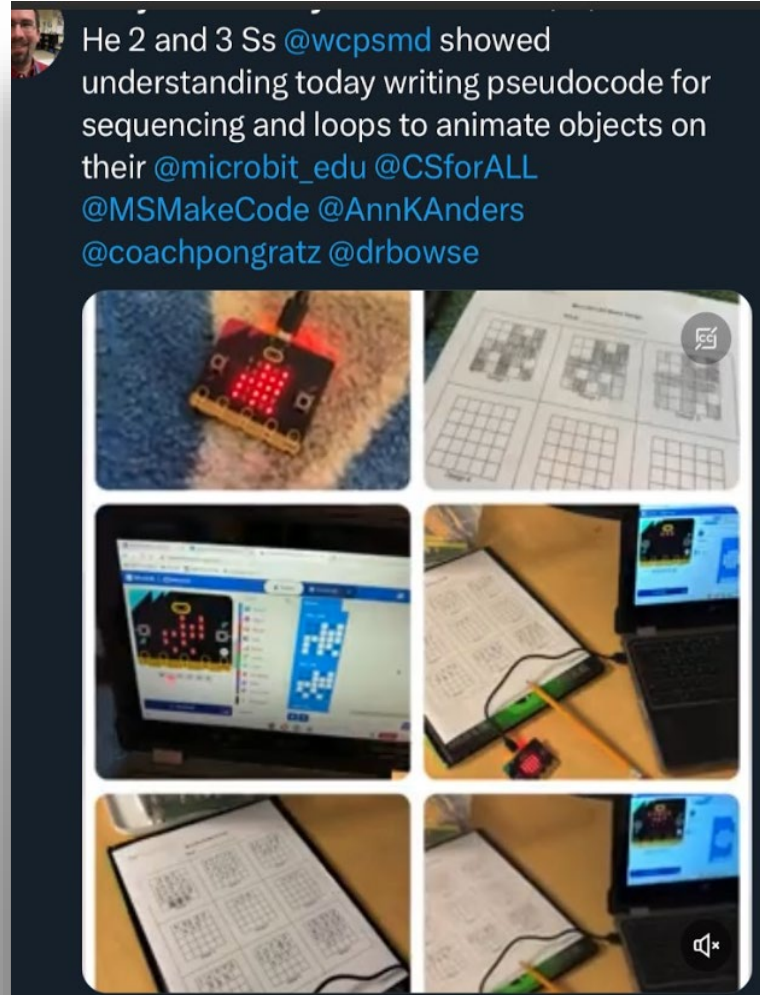 He 2 and 3 Ss @wcpsmd showed
understanding today writing pseudocode for
sequencing and loops to animate objects on
their @microbit_edu @CSforALL
@MSMakeCode @AnnKAnders
@coachpongratz @drbowse
CC